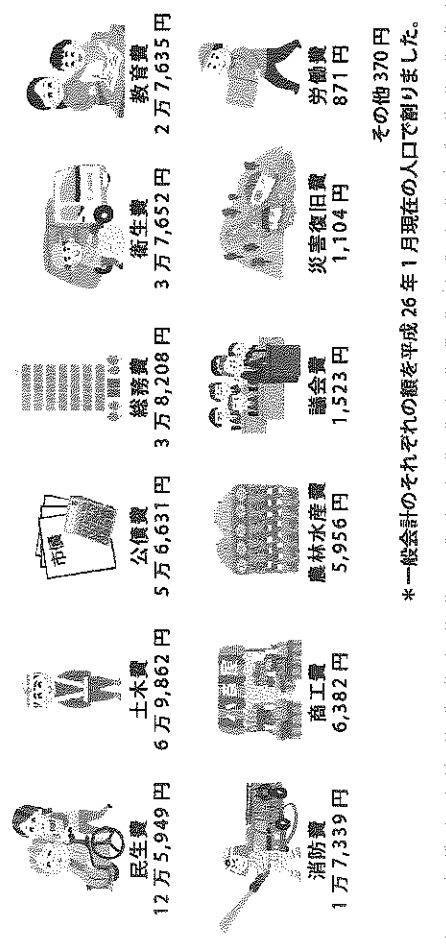 民生費
12万5,949円
土木費
6万9,862円
市債
公債費
5万6,631円
総務費
3万8,208円
衛生費
3万7,652円
教育費
2万7,635円
消防費
1万7,339円
商工費
6,382円
農林水産費
5,956円
議会費
1,523円
災害復旧費
1,104円
労働費
871円
その他370円
＊一般会計のそれぞれの額を平成26年1月現在の人口で割りました。